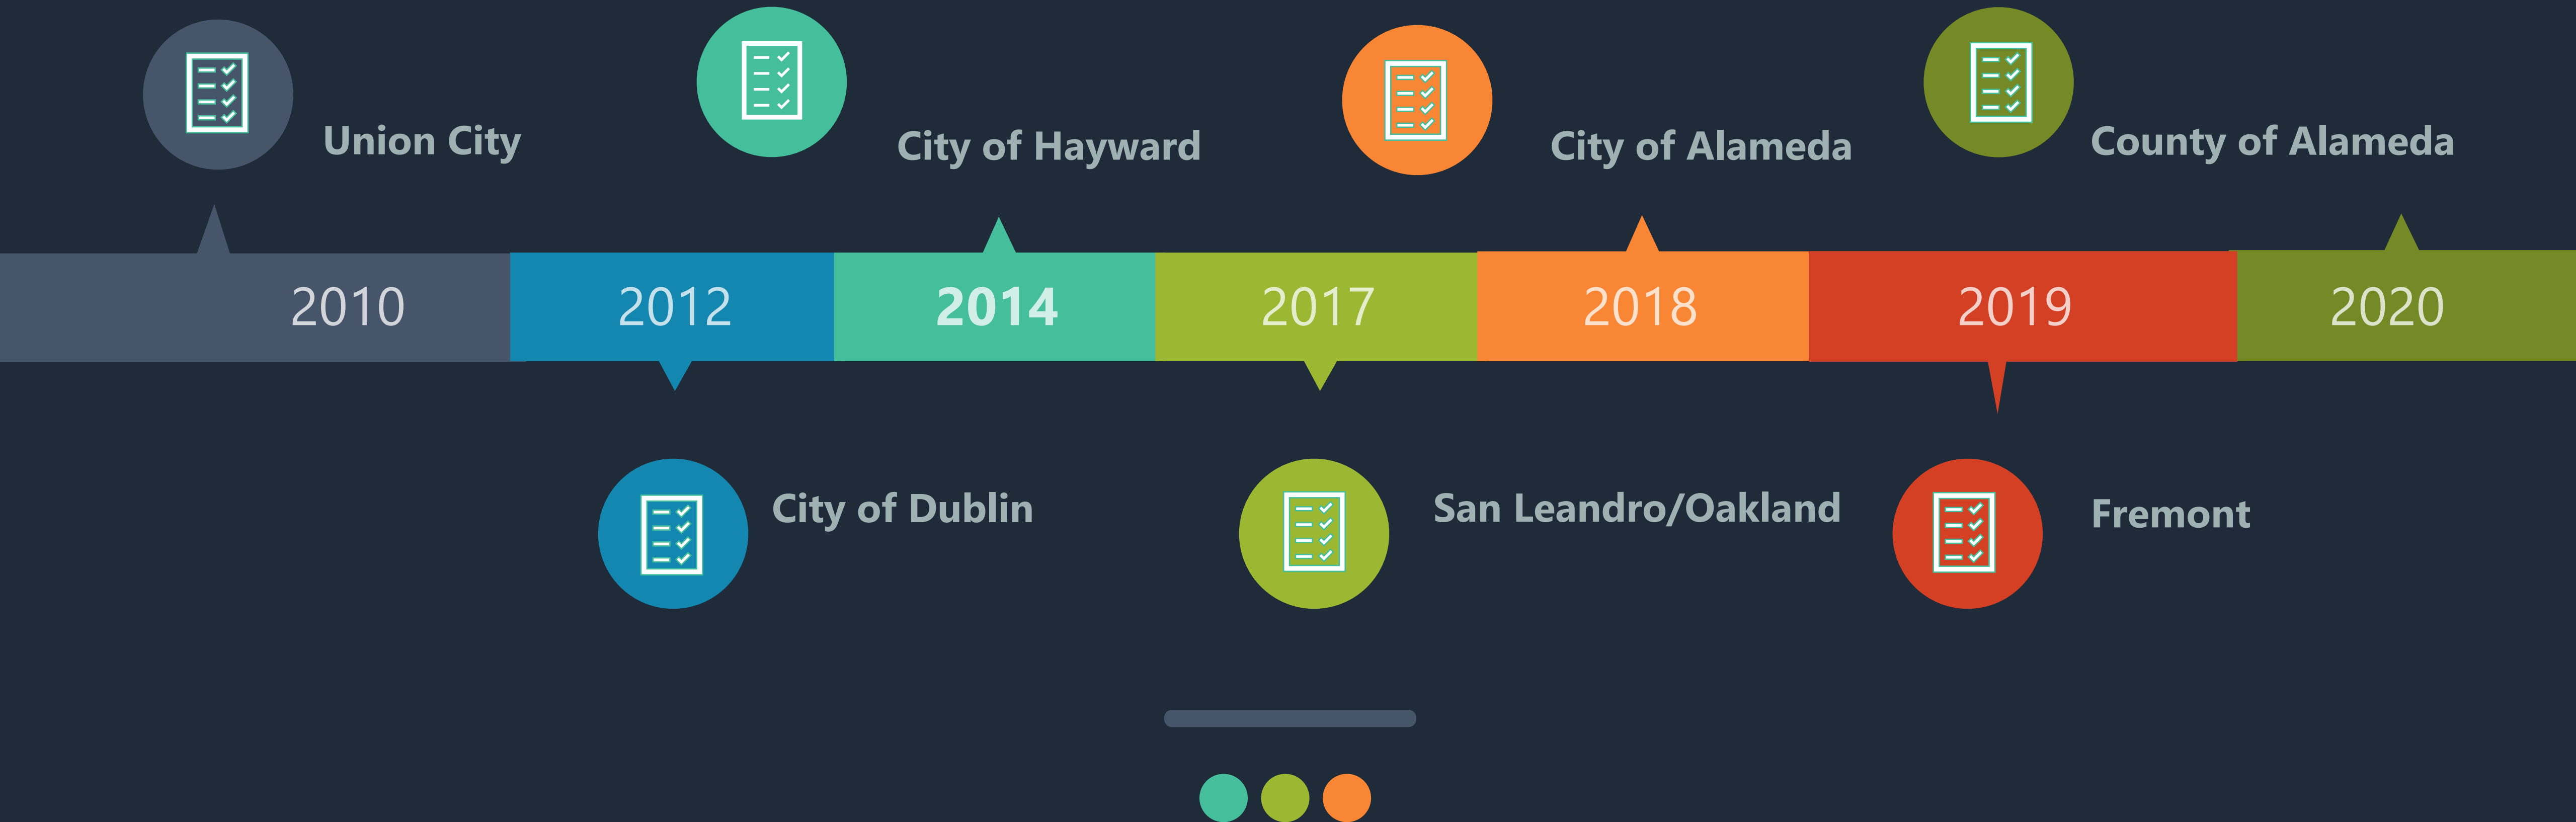 Union City
City of Hayward
City of Alameda
County of Alameda
2010
2012
2014
2017
2018
2019
2020
City of Dublin
San Leandro/Oakland
Fremont